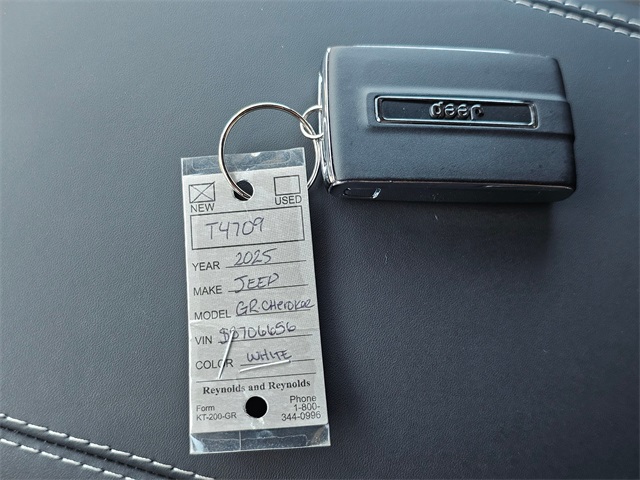 Jeep
NEW USED
T4709
YEAR 2025
MAKE JEEP
MODEL GR CHEROKEE
VIN
COLOR WHITE
Reynolds and Reynolds
Form Phone
KT-200-GR 1-800-
344-0996